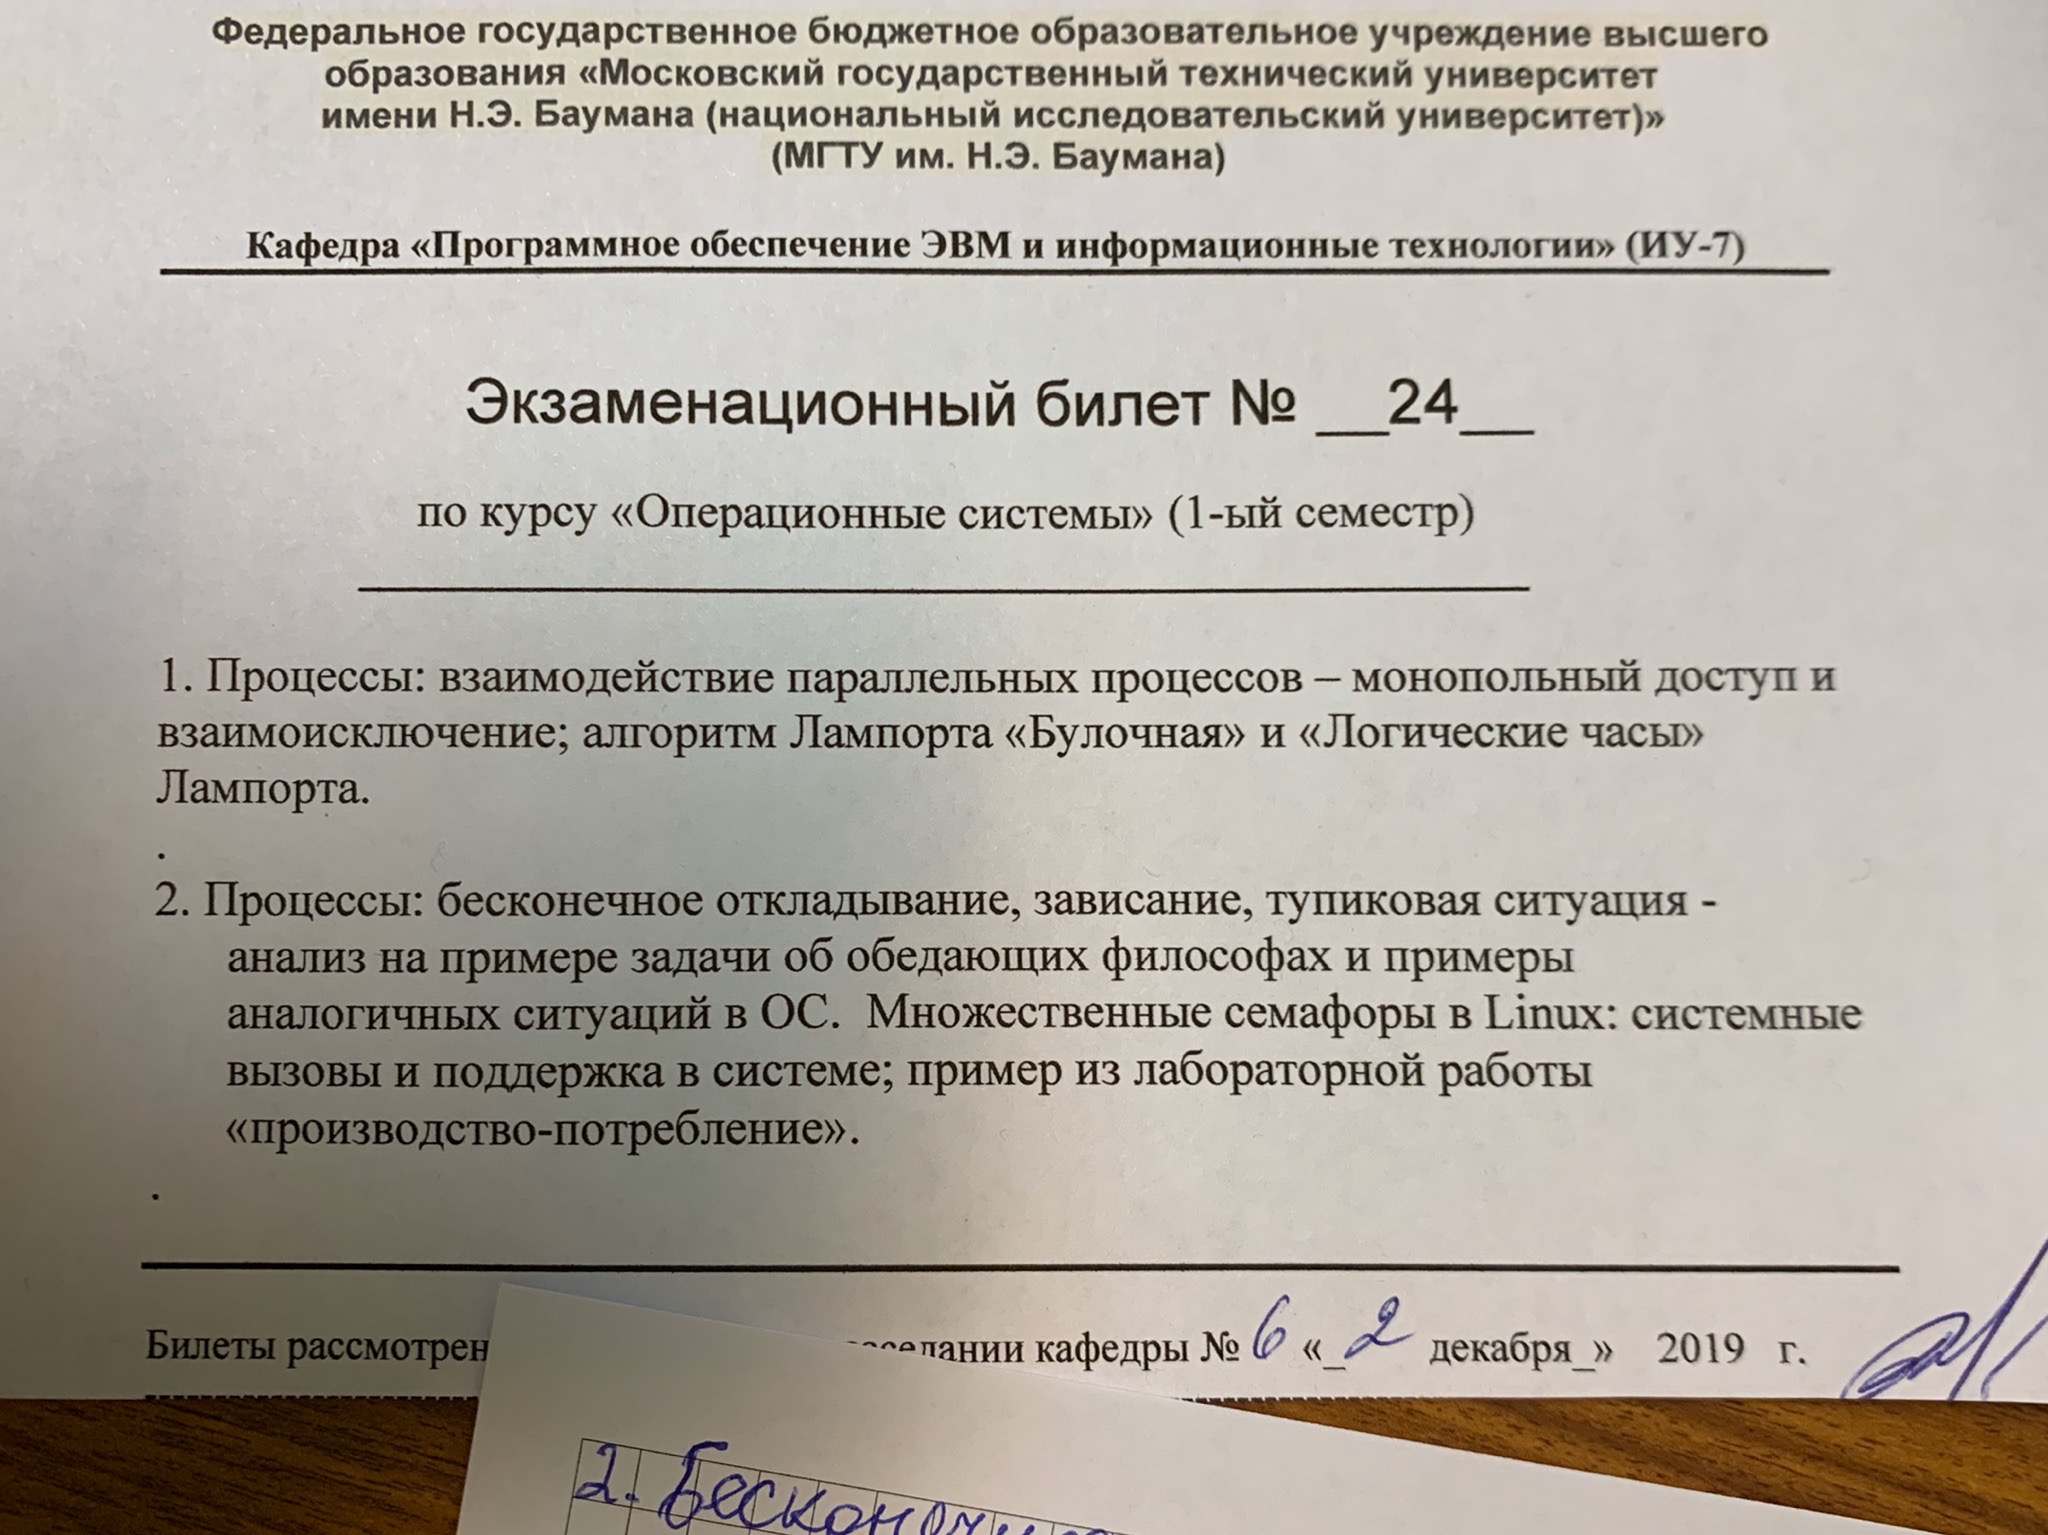 Федеральное государственное бюджетное образовательное учреждение высшего
образования «Московский государственный технический университет
имени Н.Э. Баумана (национальный исследовательский университет)»
(МГТУ им. Н.Э. Баумана)
Кафедра «Программное обеспечение ЭВМ и информационные технологии» (ИУ-7)
Экзаменационный билет № __24__
по курсу «Операционные системы» (1-ый семестр)
1. Процессы: взаимодействие параллельных процессов – монопольный доступ и
взаимоисключение; алгоритм Лампорта «Булочная» и «Логические часы»
Лампорта.
.
2. Процессы: бесконечное откладывание, зависание, тупиковая ситуация -
анализ на примере задачи об обедающих философах и примеры
аналогичных ситуаций в ОС. Множественные семафоры в Linux: системные
вызовы и поддержка в системе; пример из лабораторной работы
«производство-потребление».
.
Билеты рассмотрен кафедры № 6 «_2 декабря_» 2019 г.
2.